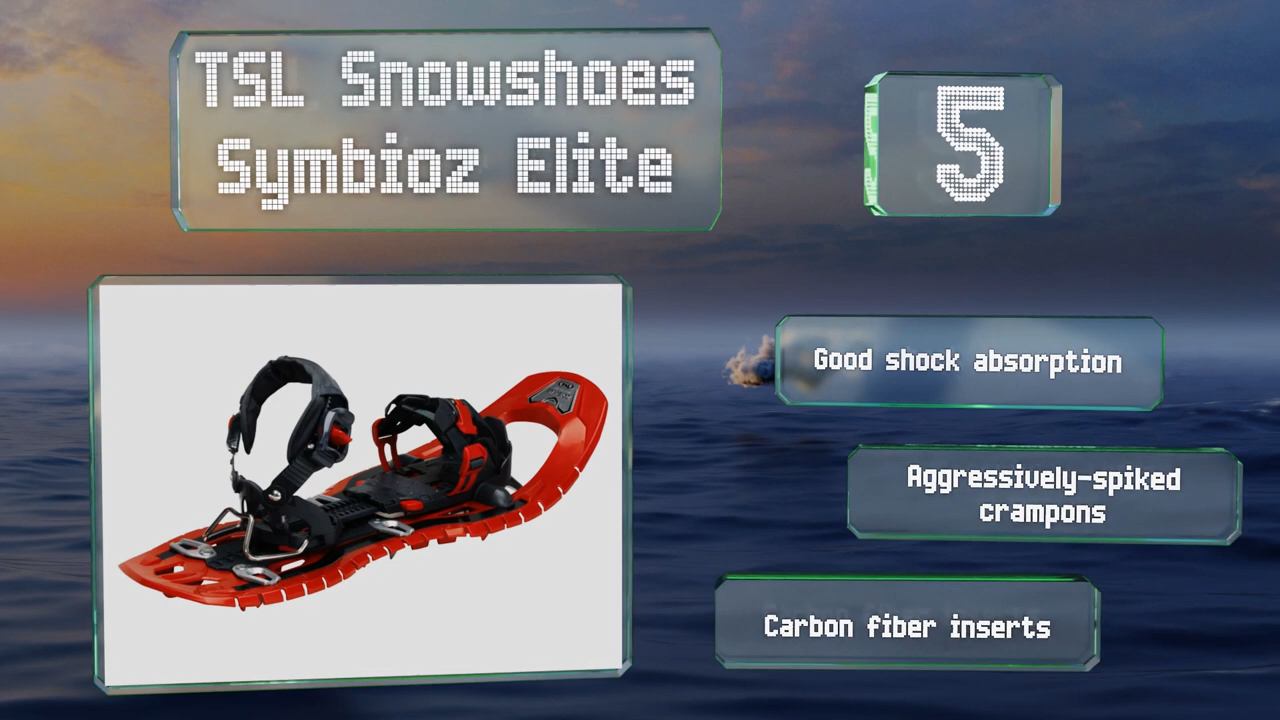 TSL Snowshoes
Symbioz Elite
5
Good shock absorption
Aggressively-spiked
crampons
Carbon fiber inserts